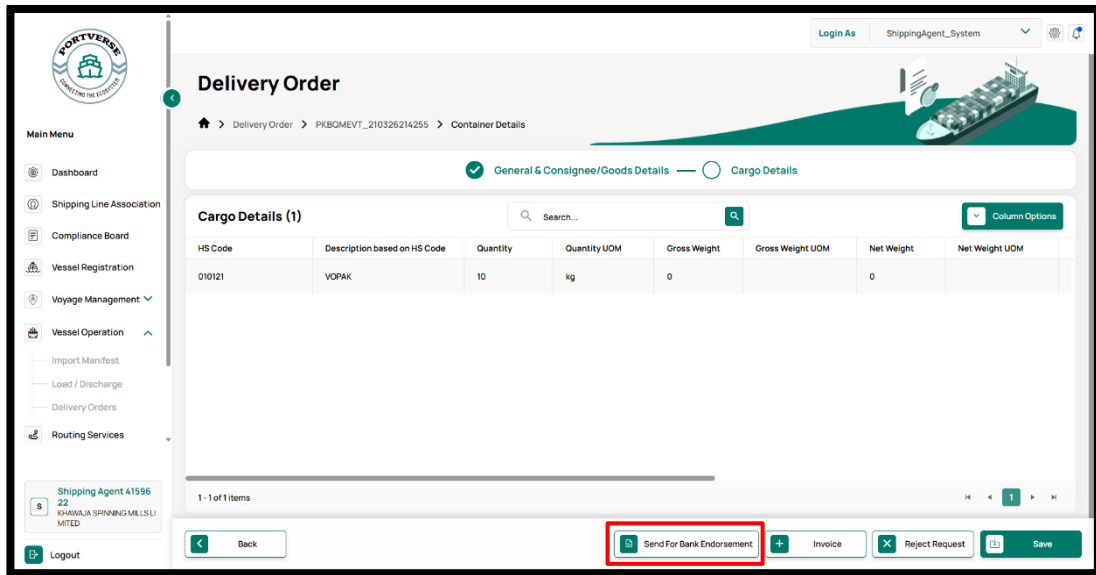 PORTVERSE
CONNECTING THE ECOSYSTEM
Login As ShippingAgent_System
Delivery Order
Delivery Order > PKBQMEVT_210326214255 > Container Details
Main Menu
Dashboard
Shipping Line Association
Compliance Board
Vessel Registration
Voyage Management
Vessel Operation
Import Manifest
Load / Discharge
Delivery Orders
Routing Services
S
Shipping Agent 41596
22
KHAWAJA SPINNING MILLS LI
MITED
Logout
General & Consignee/Goods Details
Cargo Details
Cargo Details (1)
Search...
Column Options
HS Code Description based on HS Code Quantity Quantity UOM Gross Weight Gross Weight UOM Net Weight Net Weight UOM
010121 VOPAK 10 kg 0 0
1 - 1 of 1 items
1
Back
Send For Bank Endorsement
Invoice
Reject Request
Save